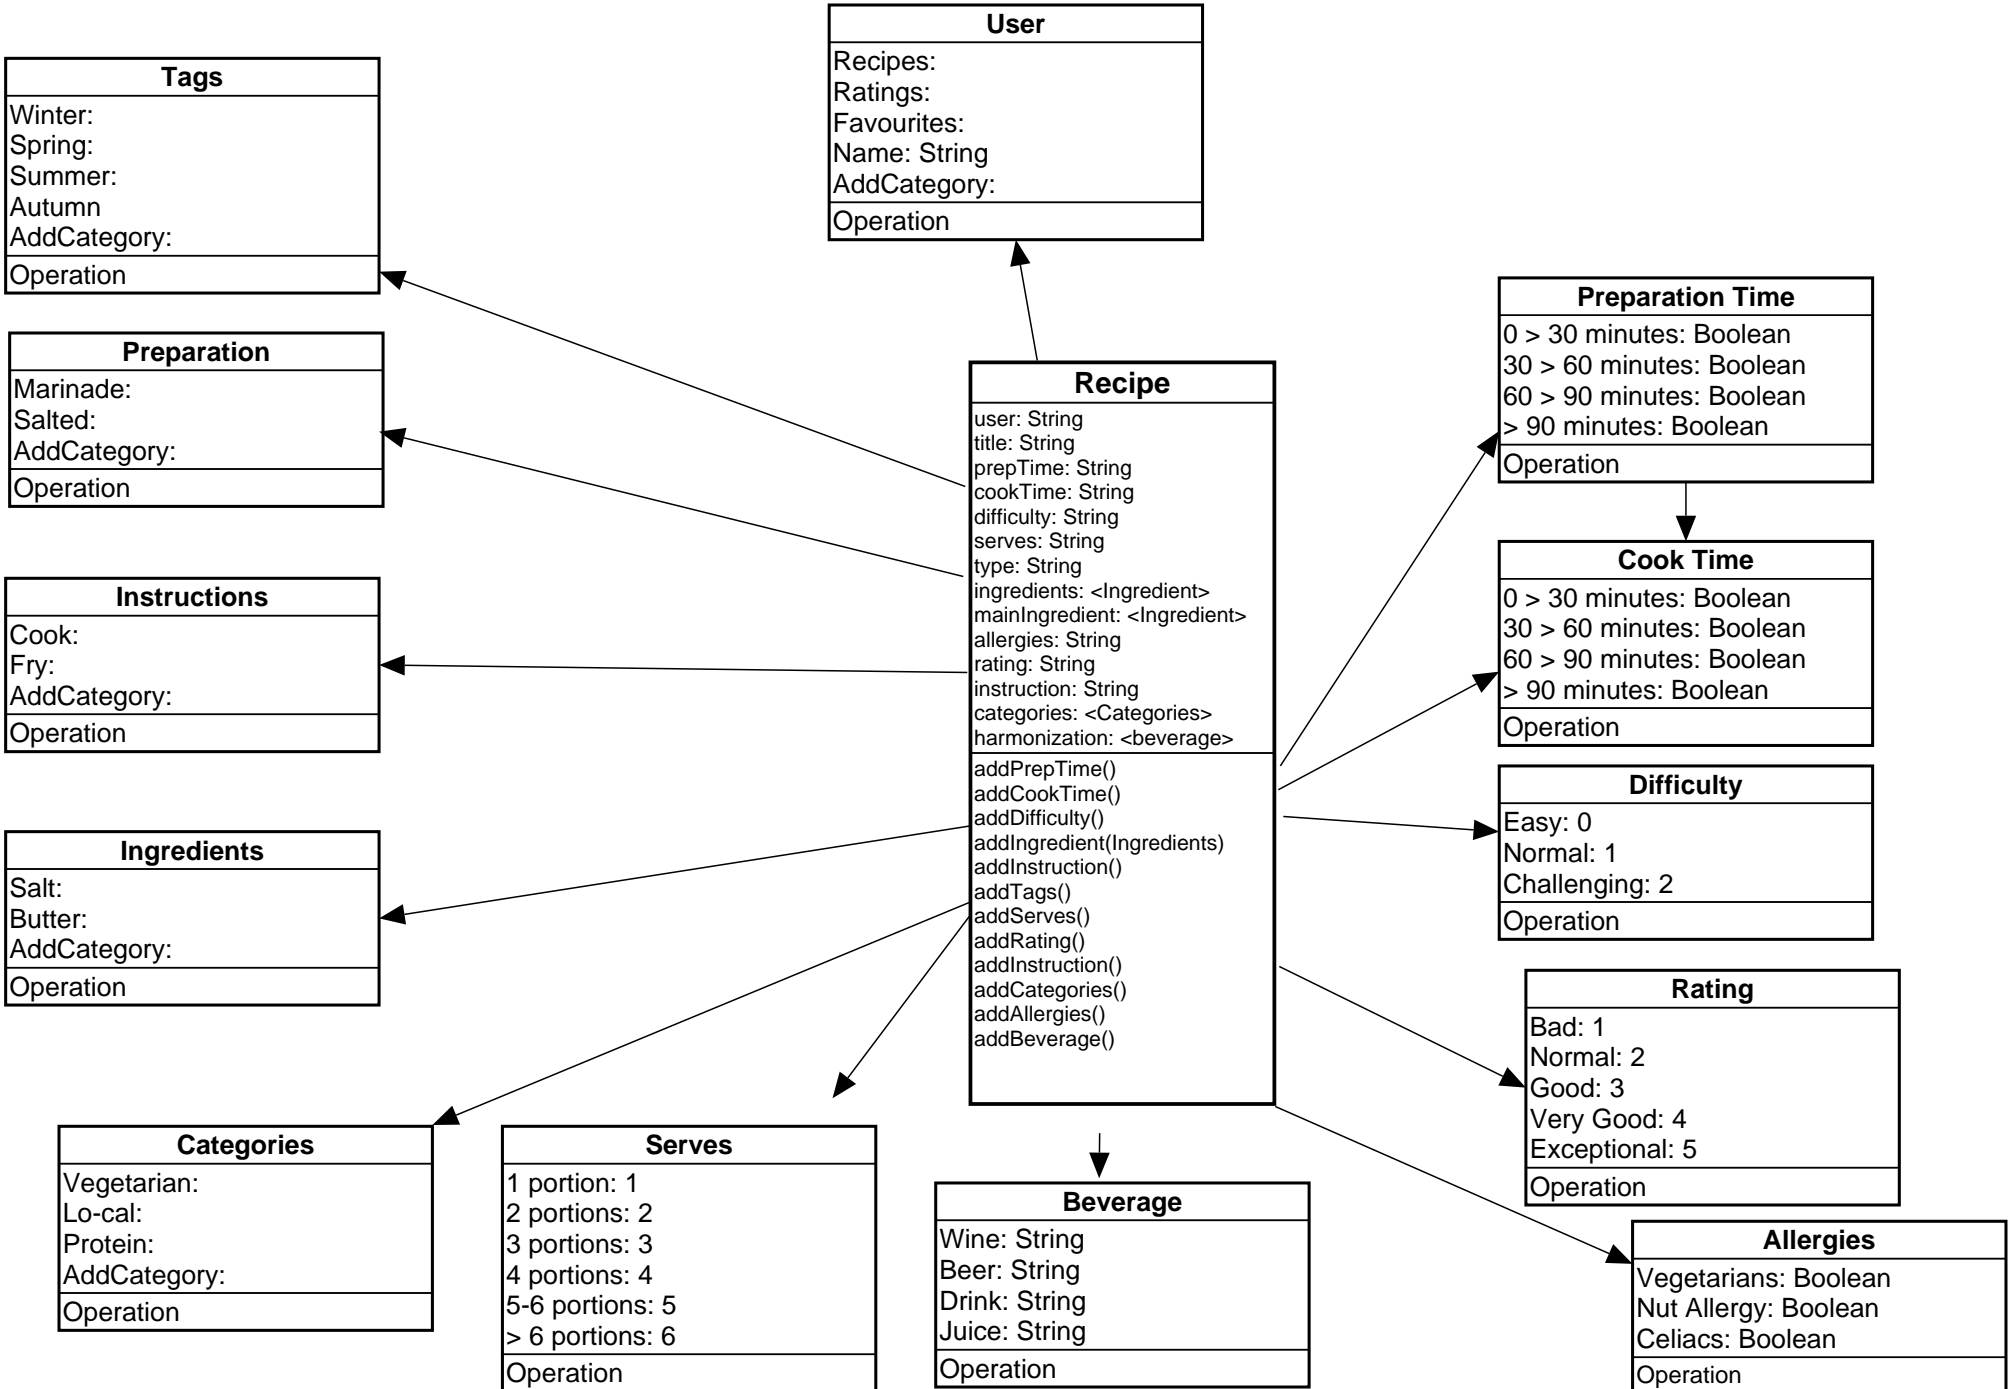 User
Recipes:
Ratings:
Favourites:
Name: String
AddCategory:
Operation
Tags
Winter:
Spring:
Summer:
Autumn
AddCategory:
Operation
Preparation
Marinade:
Salted:
AddCategory:
Operation
Instructions
Cook:
Fry:
AddCategory:
Operation
Ingredients
Salt:
Butter:
AddCategory:
Operation
Recipe
user: String
title: String
prepTime: String
cookTime: String
difficulty: String
serves: String
type: String
ingredients: <Ingredient>
mainIngredient: <Ingredient>
allergies: String
rating: String
instruction: String
categories: <Categories>
harmonization: <beverage>
addPrepTime()
addCookTime()
addDifficulty()
addIngredient(Ingredients)
addInstruction()
addTags()
addServes()
addRating()
addInstruction()
addCategories()
addAllergies()
addBeverage()
Preparation Time
0 > 30 minutes: Boolean
30 > 60 minutes: Boolean
60 > 90 minutes: Boolean
> 90 minutes: Boolean
Operation
Cook Time
0 > 30 minutes: Boolean
30 > 60 minutes: Boolean
60 > 90 minutes: Boolean
> 90 minutes: Boolean
Operation
Difficulty
Easy: 0
Normal: 1
Challenging: 2
Operation
Rating
Bad: 1
Normal: 2
Good: 3
Very Good: 4
Exceptional: 5
Operation
Categories
Vegetarian:
Lo-cal:
Protein:
AddCategory:
Operation
Serves
1 portion: 1
2 portions: 2
3 portions: 3
4 portions: 4
5-6 portions: 5
> 6 portions: 6
Operation
Beverage
Wine: String
Beer: String
Drink: String
Juice: String
Operation
Allergies
Vegetarians: Boolean
Nut Allergy: Boolean
Celiacs: Boolean
Operation